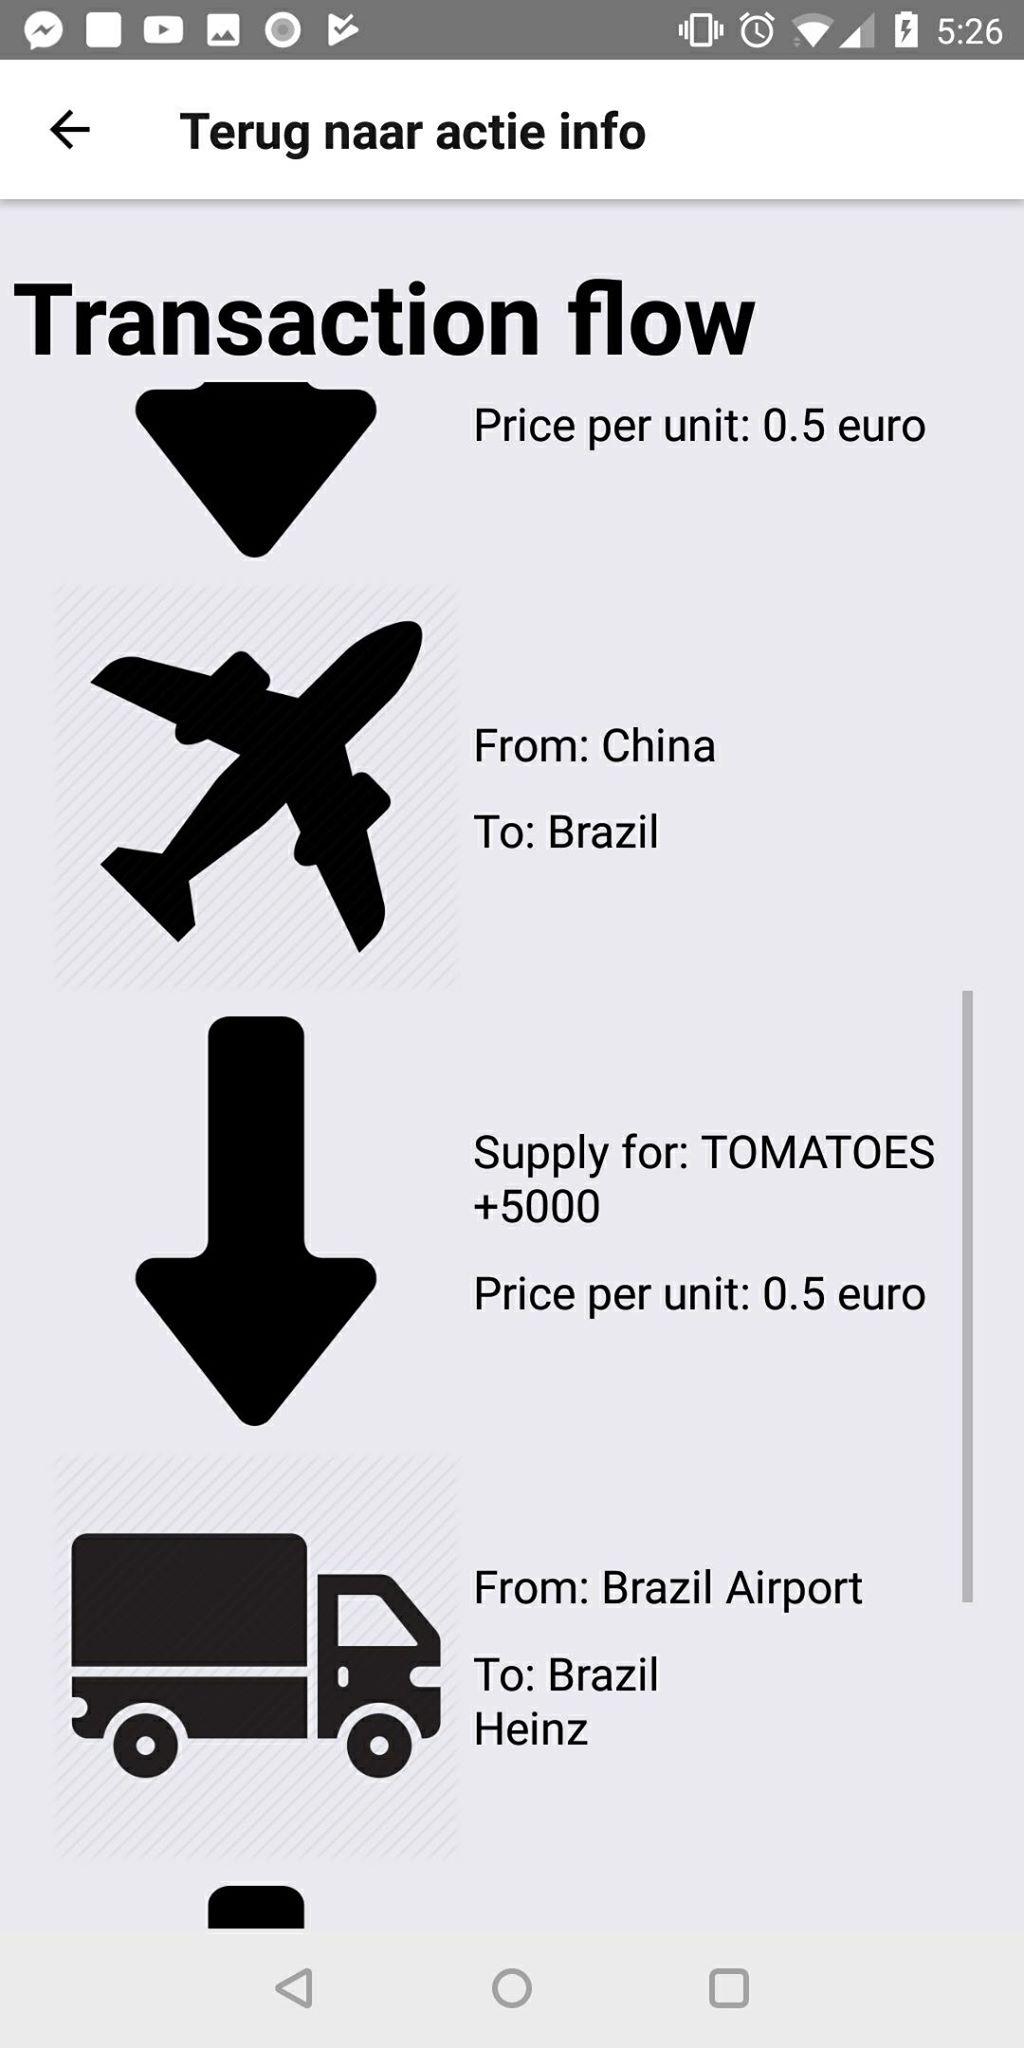 5:26
Terug naar actie info
Transaction flow
Price per unit: 0.5 euro
From: China
To: Brazil
Supply for: TOMATOES
+5000
Price per unit: 0.5 euro
From: Brazil Airport
To: Brazil
Heinz